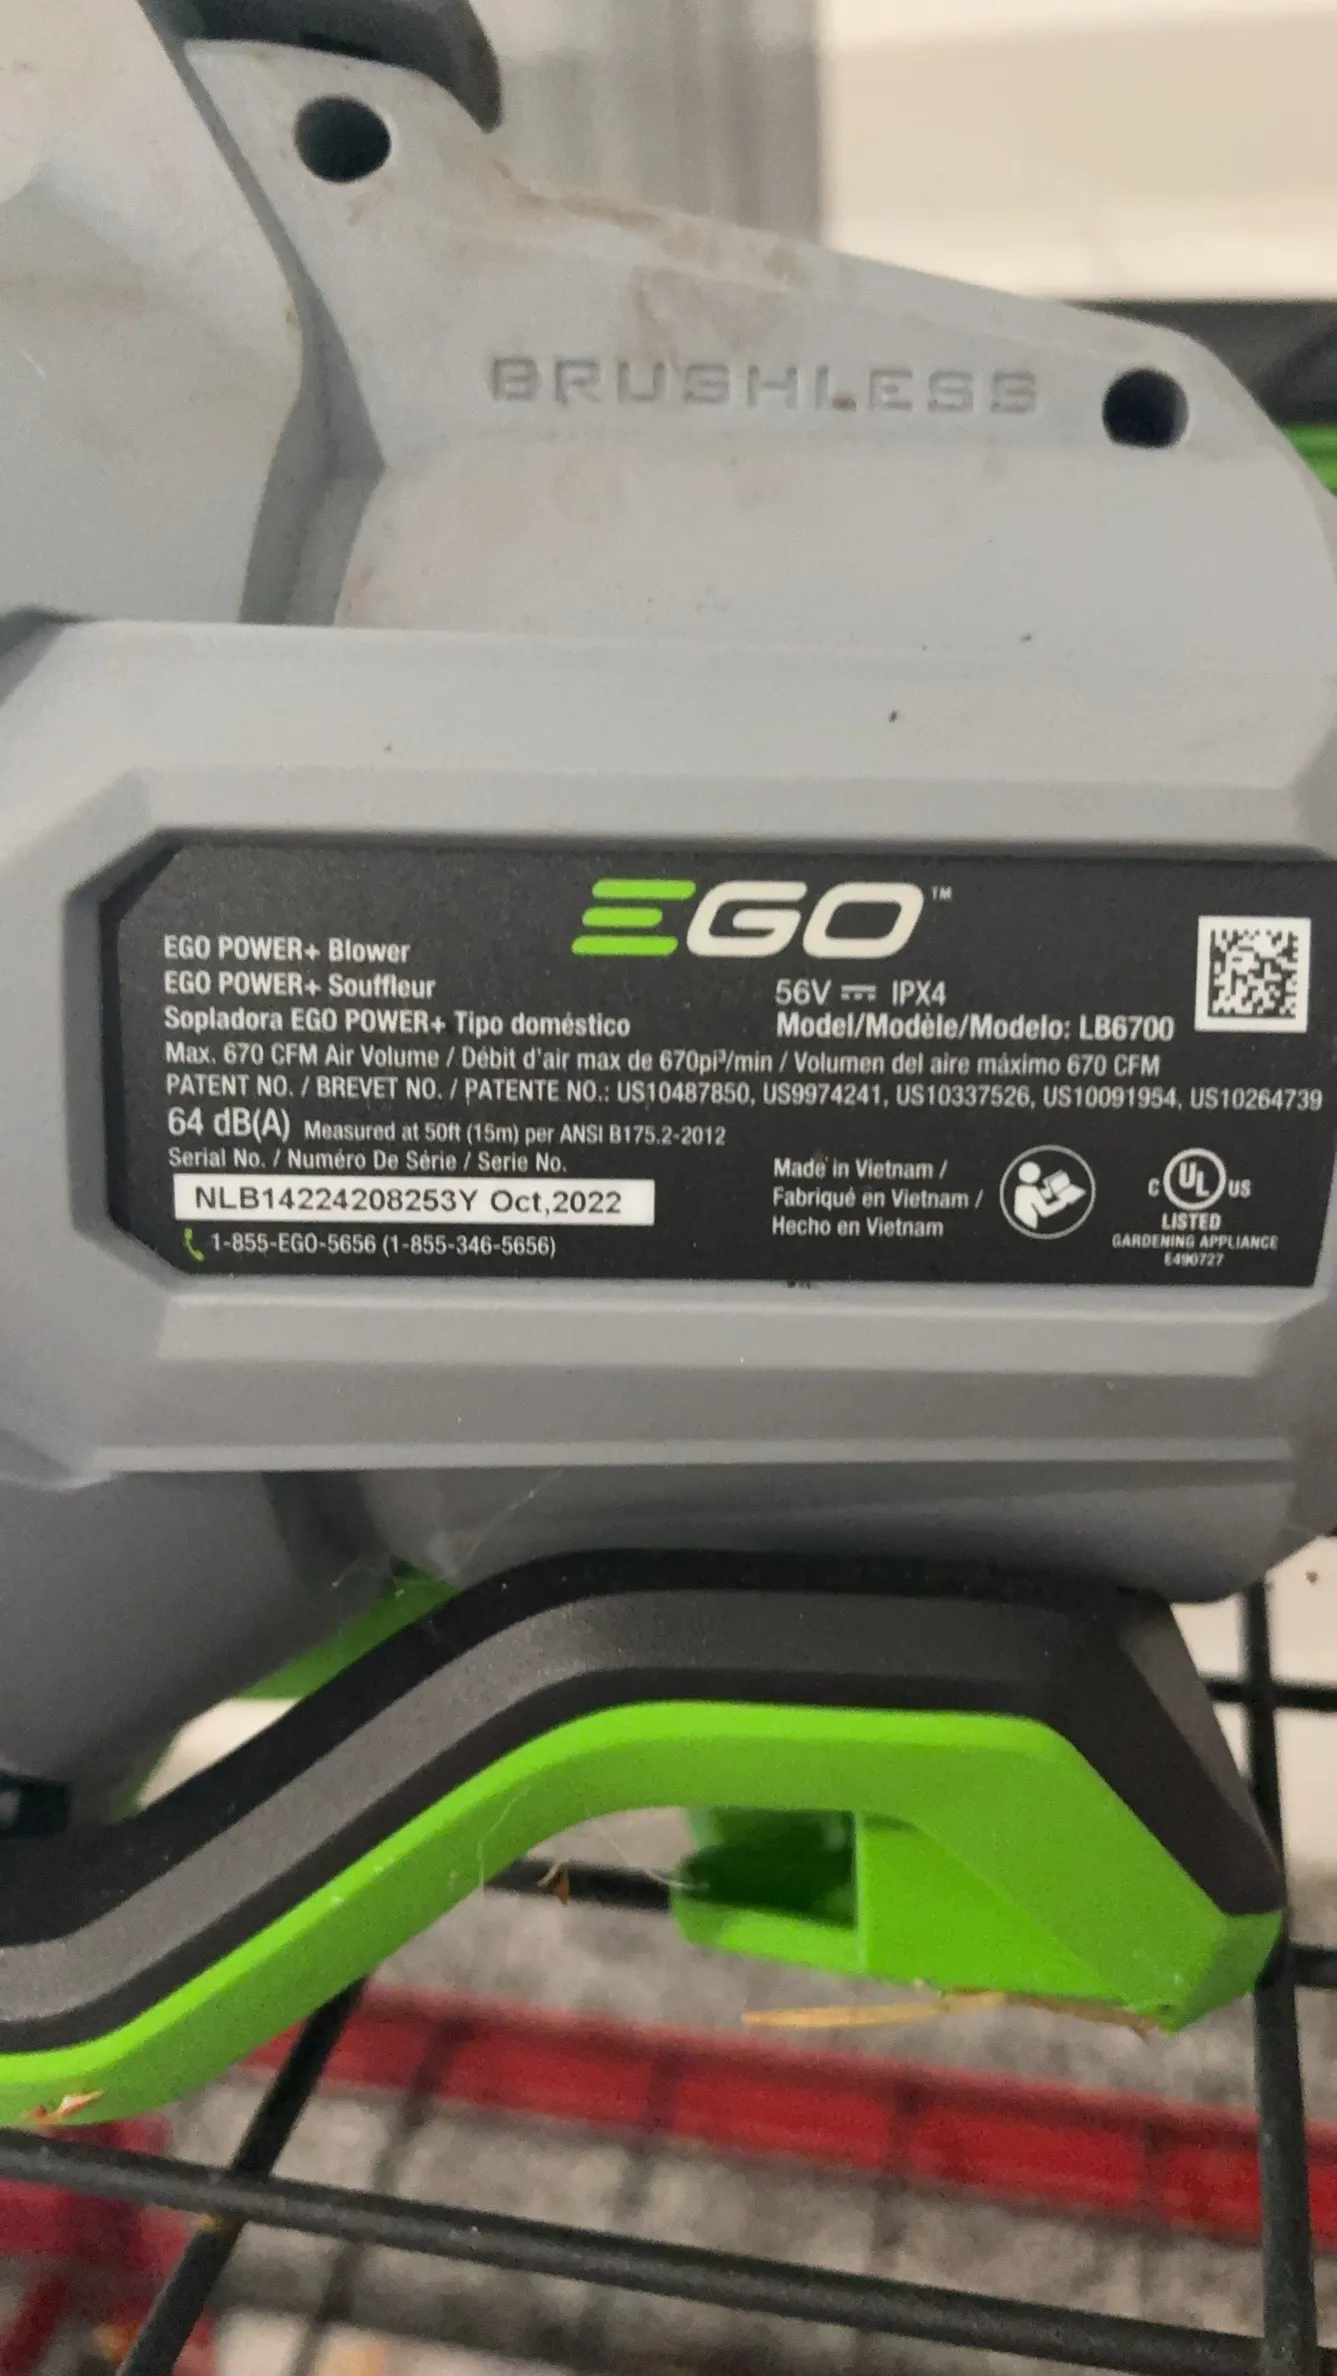 BRUSHLESS
EGO™
EGO POWER+ Blower
EGO POWER+ Souffleur
Sopladora EGO POWER+ Tipo doméstico
56V ⎓ IPX4
Model/Modèle/Modelo: LB6700
Max. 670 CFM Air Volume / Débit d'air max de 670pi³/min / Volumen del aire máximo 670 CFM
PATENT NO. / BREVET NO. / PATENTE NO.: US10487850, US9974241, US10337526, US10091954, US10264739
64 dB(A) Measured at 50ft (15m) per ANSI B175.2-2012
Serial No. / Numéro De Série / Serie No.
NLB14224208253Y Oct,2022
1-855-EGO-5656 (1-855-346-5656)
Made in Vietnam /
Fabriqué en Vietnam /
Hecho en Vietnam
C UL US
LISTED
GARDENING APPLIANCE
E490727